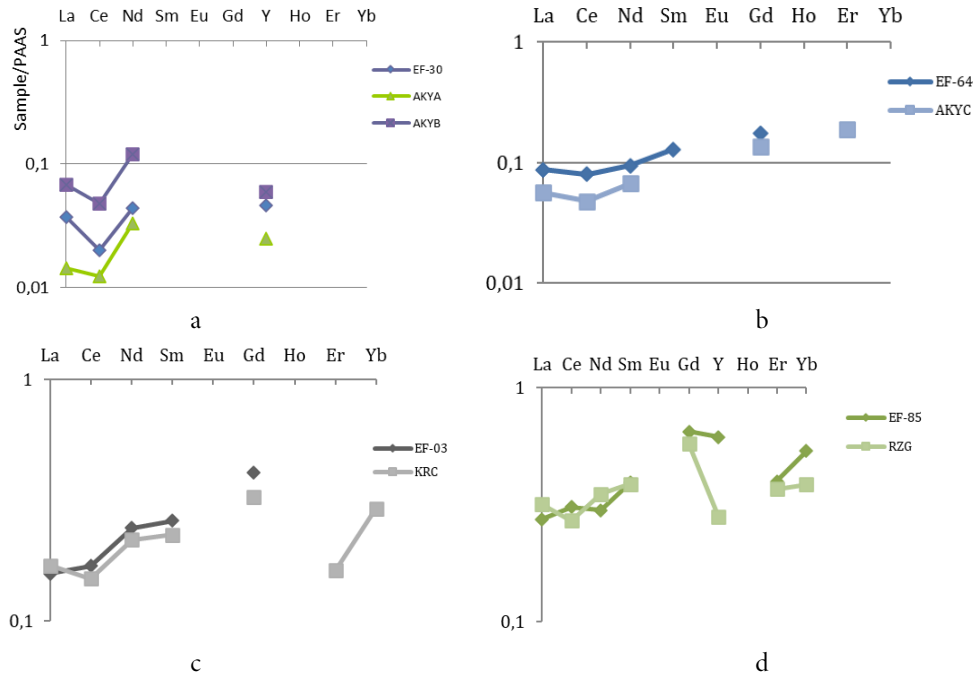 La Ce Nd Sm Eu Gd Y Ho Er Yb
Sample/PAAS
1
0,1
0,01
EF-30
AKYA
AKYB
a
La Ce Nd Sm Eu Gd Ho Er Yb
1
0,1
0,01
EF-64
AKYC
b
La Ce Nd Sm Eu Gd Ho Er Yb
1
0,1
EF-03
KRC
c
La Ce Nd Sm Eu Gd Y Ho Er Yb
1
0,1
EF-85
RZG
d